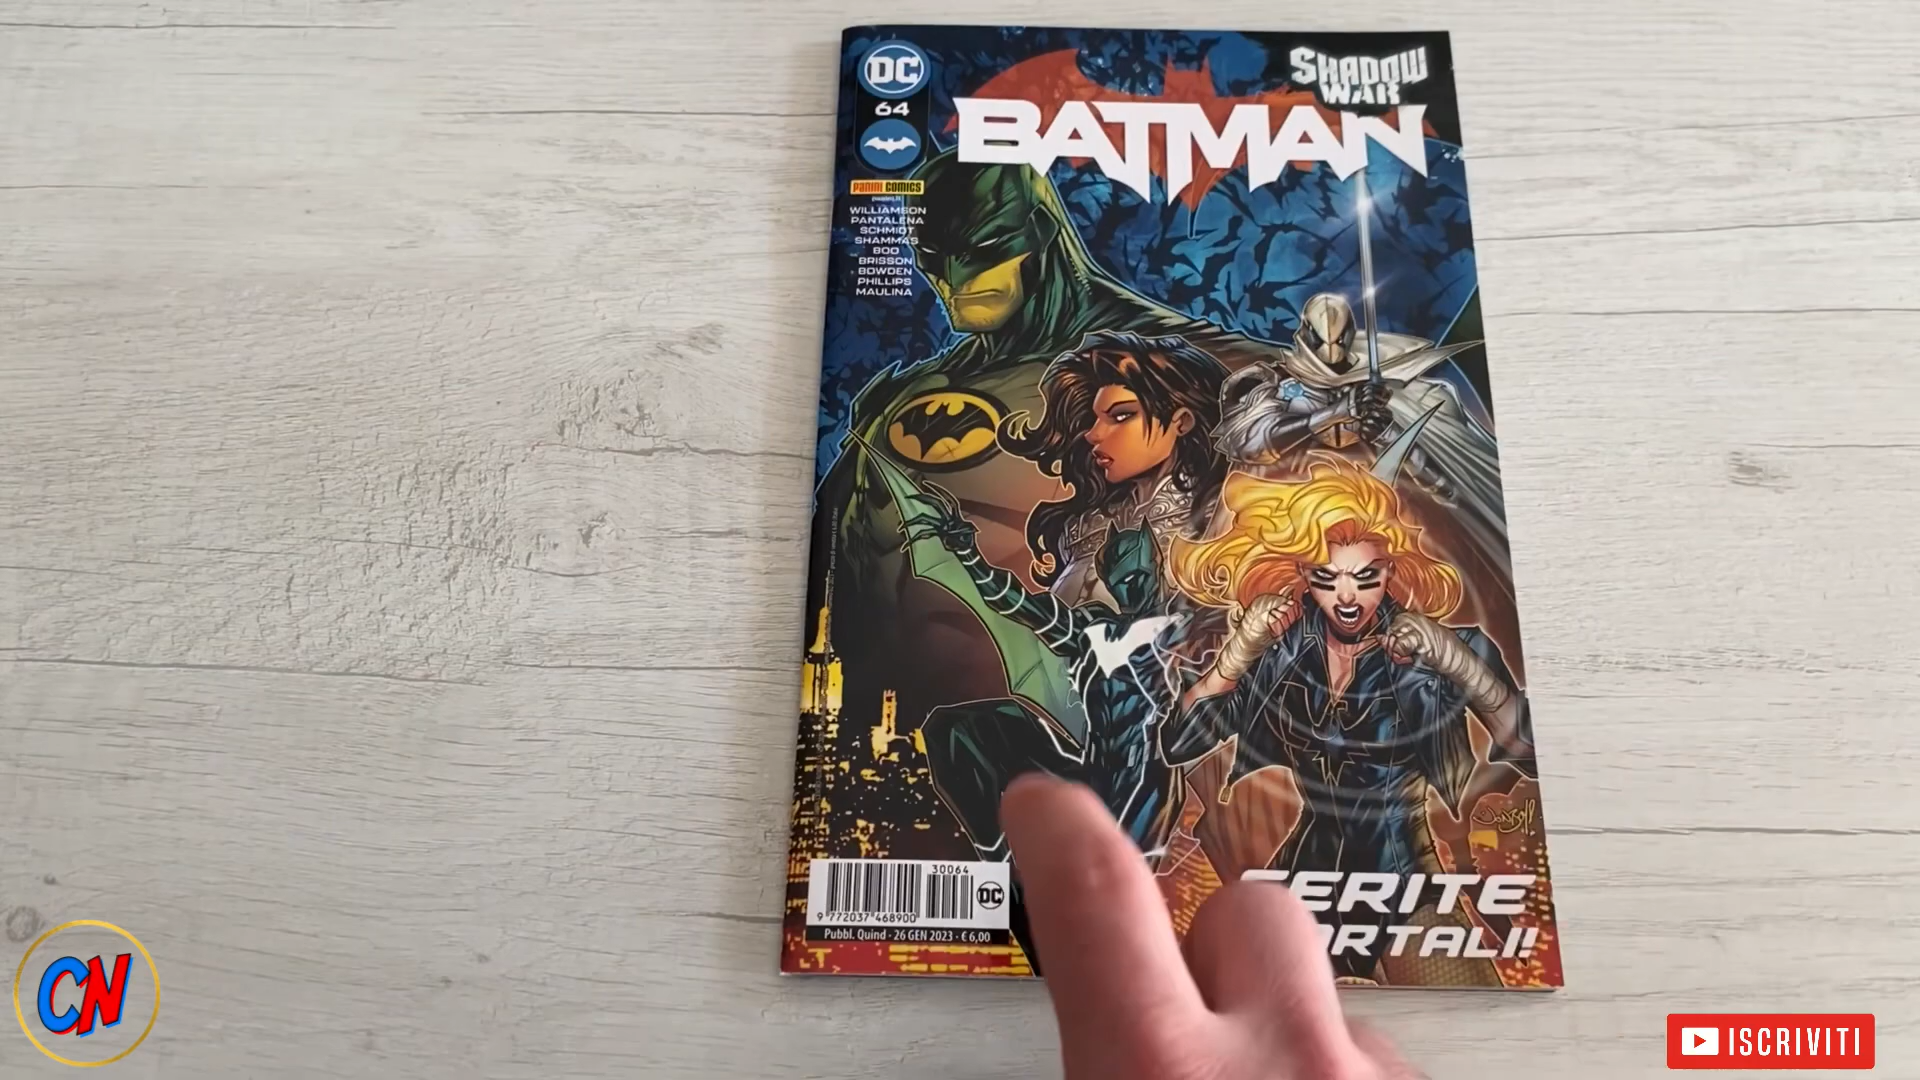 DC
64
SHADOW
WAR
BATMAN
PANINI COMICS
WILLIAMSON
PANTALENA
SCHMIDT
SHAMMAS
BOO
BRISSON
BOWDEN
PHILLIPS
MAULINA
30064
DC
9 772037 468900
Pubbl. Quind - 26 GEN 2023 - € 6,00
ERITE
RTALI!
CN
ISCRIVITI